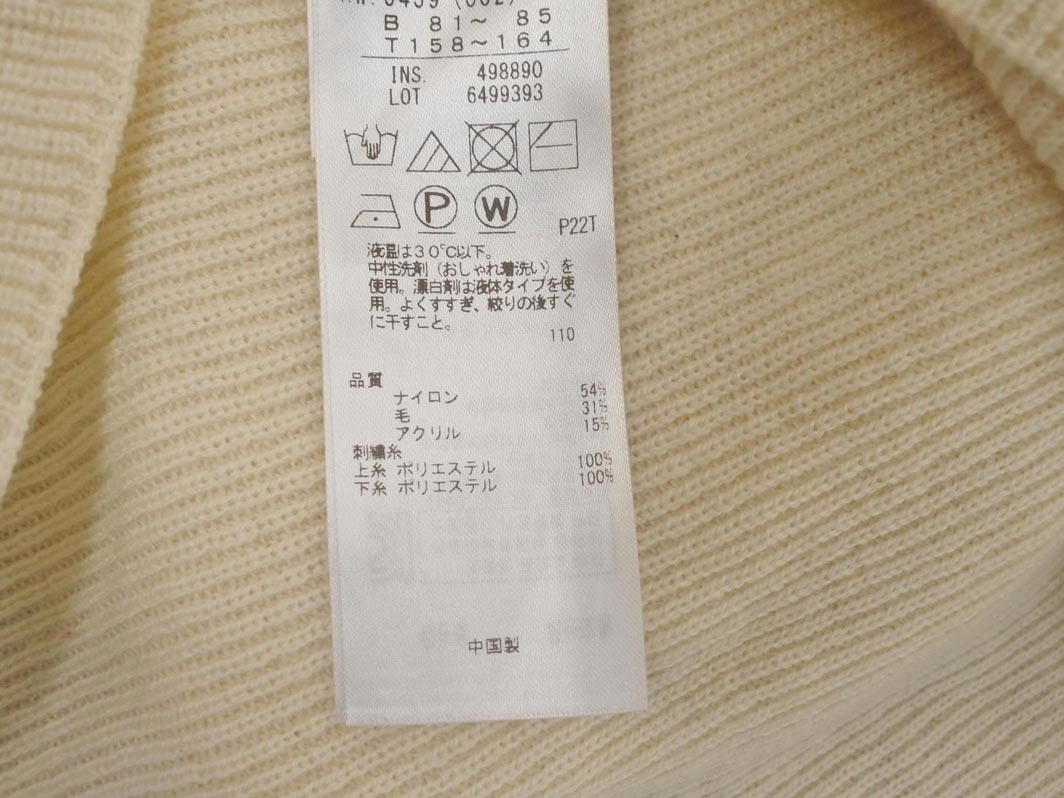 B 81～ 85
T158～164
INS. 498890
LOT 6499393
P W
P22T
液温は30℃以下。
中性洗剤（おしゃれ着洗い）を
使用。漂白剤は液体タイプを使
用。よくすすぎ、絞りの後すぐ
に干すこと。
110
品質
ナイロン 54%
毛 31%
アクリル 15%
刺繍糸
上糸 ポリエステル 100%
下糸 ポリエステル 100%
中国製